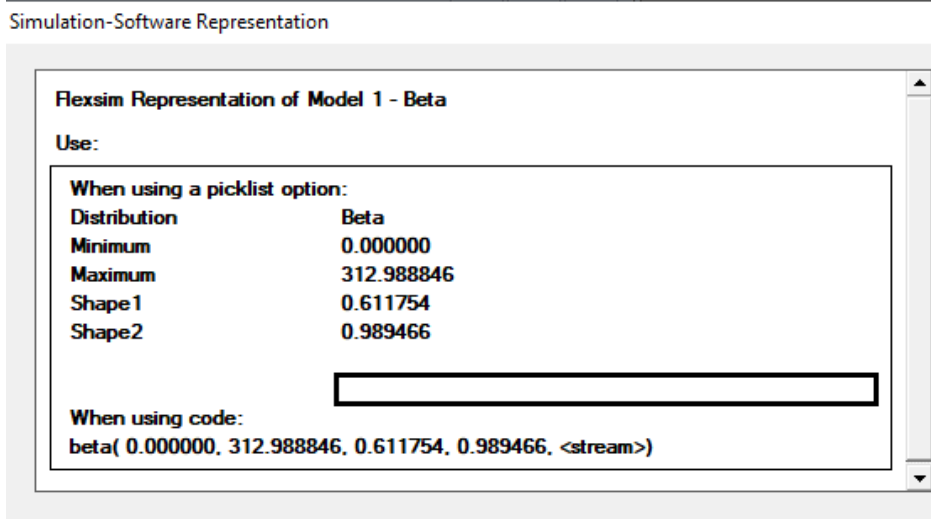 Simulation-Software Representation
Flexsim Representation of Model 1 - Beta
Use:
When using a picklist option:
Distribution Beta
Minimum 0.000000
Maximum 312.988846
Shape1 0.611754
Shape2 0.989466
When using code:
beta( 0.000000, 312.988846, 0.611754, 0.989466, <stream>)